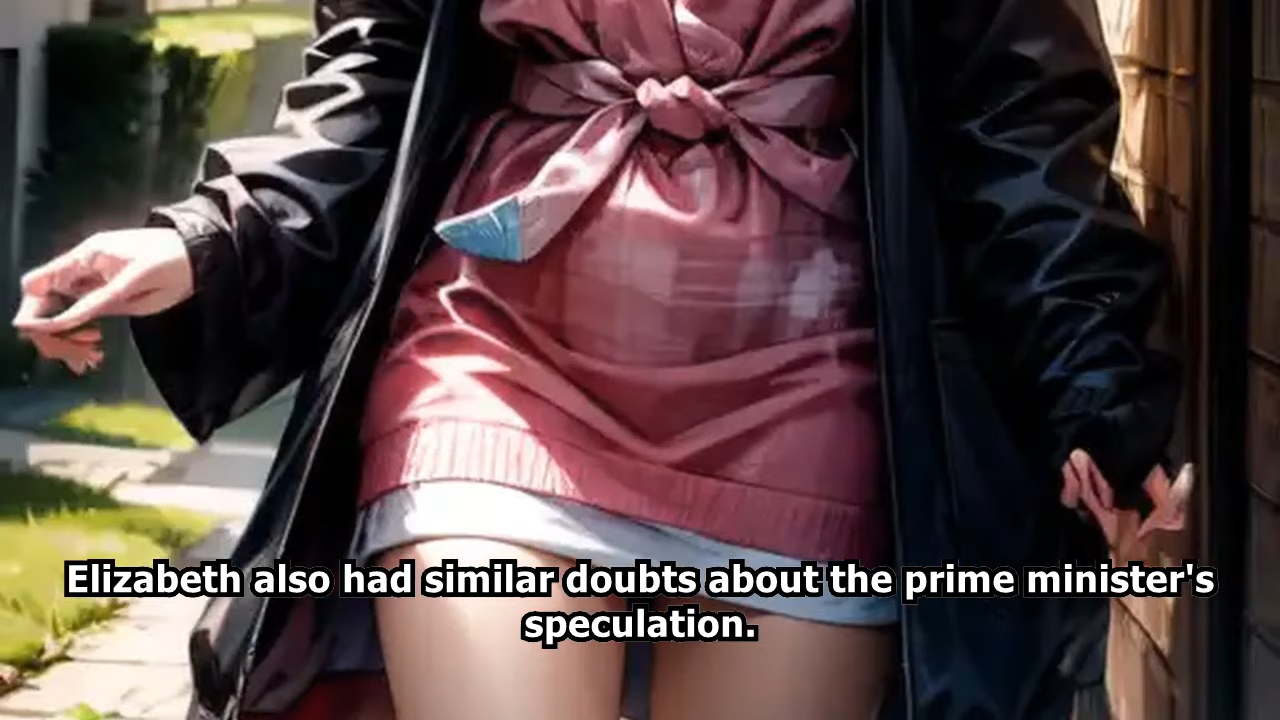 Elizabeth also had similar doubts about the prime minister's
speculation.